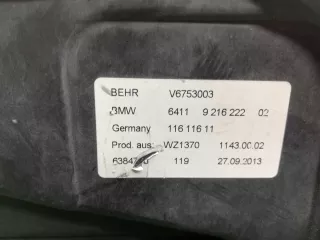 BEHR V6753003
BMW 6411 9 216 222 02
Germany 116 116 11
Prod. aus: WZ1370 1143.00.02
119 27.09.2013